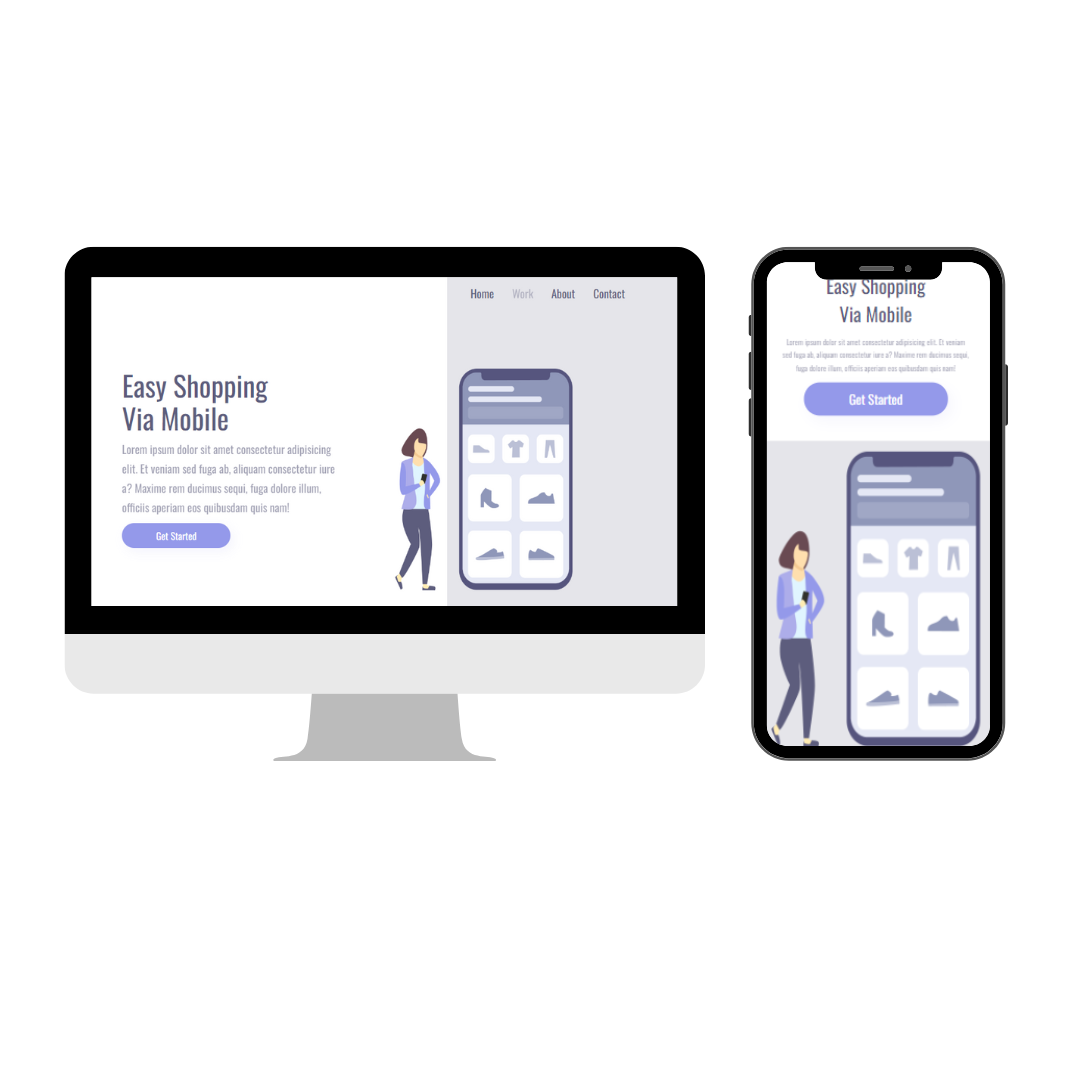 Home Work About Contact
Easy Shopping
Via Mobile
Lorem ipsum dolor sit amet consectetur adipisicing
elit. Et veniam sed fuga ab, aliquam consectetur iure
a? Maxime rem ducimus sequi, fuga dolore illum,
officiis aperiam eos quibusdam quis nam!
Get Started
Easy Shopping
Via Mobile
Lorem ipsum dolor sit amet consectetur adipisicing elit. Et veniam
sed fuga ab, aliquam consectetur iure a? Maxime rem ducimus sequi,
fuga dolore illum, officiis aperiam eos quibusdam quis nam!
Get Started